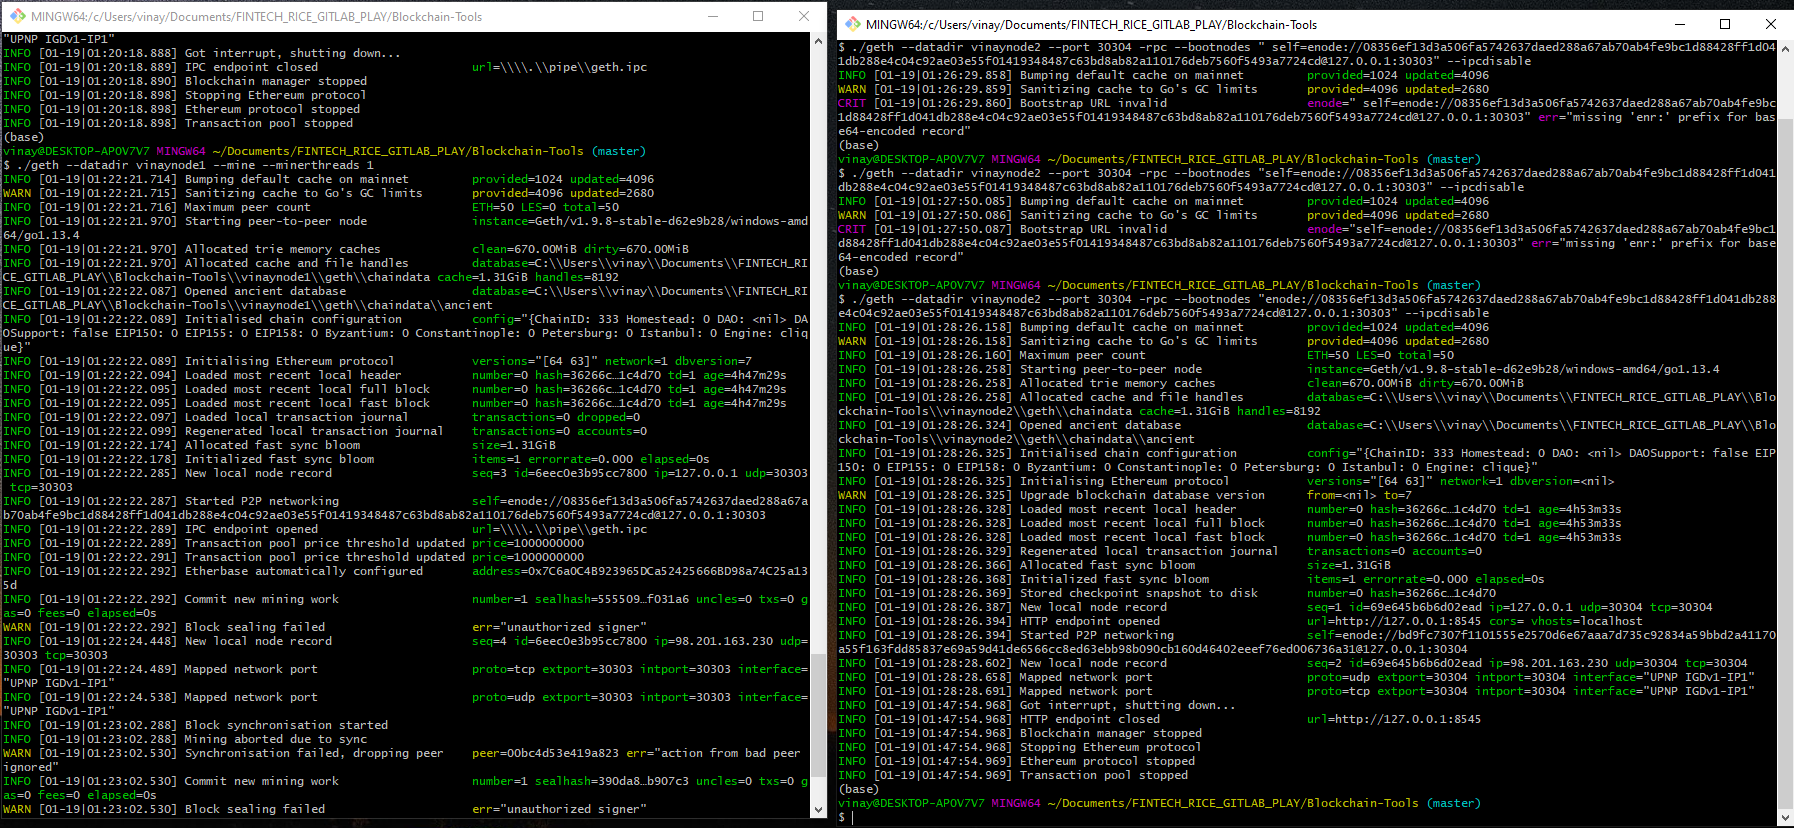 MINGW64:/c/Users/vinay/Documents/FINTECH_RICE_GITLAB_PLAY/Blockchain-Tools
"UPNP IGDv1-IP1"
INFO [01-19|01:20:18.888] Got interrupt, shutting down...
INFO [01-19|01:20:18.889] IPC endpoint closed url=\\\\.\\pipe\\geth.ipc
INFO [01-19|01:20:18.890] Blockchain manager stopped
INFO [01-19|01:20:18.898] Stopping Ethereum protocol
INFO [01-19|01:20:18.898] Ethereum protocol stopped
INFO [01-19|01:20:18.898] Transaction pool stopped
(base)
vinay@DESKTOP-APOV7V7 MINGW64 ~/Documents/FINTECH_RICE_GITLAB_PLAY/Blockchain-Tools (master)
$ ./geth --datadir vinaynode1 --mine --minerthreads 1
INFO [01-19|01:22:21.714] Bumping default cache on mainnet provided=1024 updated=4096
WARN [01-19|01:22:21.715] Sanitizing cache to Go's GC limits provided=4096 updated=2680
INFO [01-19|01:22:21.716] Maximum peer count ETH=50 LES=0 total=50
INFO [01-19|01:22:21.970] Starting peer-to-peer node instance=Geth/v1.9.8-stable-d62e9b28/windows-amd
64/go1.13.4
INFO [01-19|01:22:21.970] Allocated trie memory caches clean=670.00MiB dirty=670.00MiB
INFO [01-19|01:22:21.970] Allocated cache and file handles database=C:\\Users\\vinay\\Documents\\FINTECH_RI
CE_GITLAB_PLAY\\Blockchain-Tools\\vinaynode1\\geth\\chaindata cache=1.31GiB handles=8192
INFO [01-19|01:22:22.087] Opened ancient database database=C:\\Users\\vinay\\Documents\\FINTECH_RI
CE_GITLAB_PLAY\\Blockchain-Tools\\vinaynode1\\geth\\chaindata\\ancient
INFO [01-19|01:22:22.089] Initialised chain configuration config="{ChainID: 333 Homestead: 0 DAO: <nil> DA
OSupport: false EIP150: 0 EIP155: 0 EIP158: 0 Byzantium: 0 Constantinople: 0 Petersburg: 0 Istanbul: 0 Engine: cliq
ue}"
INFO [01-19|01:22:22.089] Initialising Ethereum protocol versions="[64 63]" network=1 dbversion=7
INFO [01-19|01:22:22.094] Loaded most recent local header number=0 hash=36266c…1c4d70 td=1 age=4h47m29s
INFO [01-19|01:22:22.095] Loaded most recent local full block number=0 hash=36266c…1c4d70 td=1 age=4h47m29s
INFO [01-19|01:22:22.095] Loaded most recent local fast block number=0 hash=36266c…1c4d70 td=1 age=4h47m29s
INFO [01-19|01:22:22.097] Loaded local transaction journal transactions=0 dropped=0
INFO [01-19|01:22:22.099] Regenerated local transaction journal transactions=0 accounts=0
INFO [01-19|01:22:22.174] Allocated fast sync bloom size=1.31GiB
INFO [01-19|01:22:22.178] Initialized fast sync bloom items=1 errorrate=0.000 elapsed=0s
INFO [01-19|01:22:22.285] New local node record seq=3 id=6eec0e3b95cc7800 ip=127.0.0.1 udp=30303
tcp=30303
INFO [01-19|01:22:22.287] Started P2P networking self=enode://08356ef13d3a506fa5742637daed288a67a
b70ab4fe9bc1d88428ff1d041db288e4c04c92ae03e55f01419348487c63bd8ab82a110176deb7560f5493a7724cd@127.0.0.1:30303
INFO [01-19|01:22:22.289] IPC endpoint opened url=\\\\.\\pipe\\geth.ipc
INFO [01-19|01:22:22.289] Transaction pool price threshold updated price=1000000000
INFO [01-19|01:22:22.291] Transaction pool price threshold updated price=1000000000
INFO [01-19|01:22:22.292] Etherbase automatically configured address=0x7C6a0C4B923965DCa52425666BD98a74C25a13
5d
INFO [01-19|01:22:22.292] Commit new mining work number=1 sealhash=555509…f031a6 uncles=0 txs=0 g
as=0 fees=0 elapsed=0s
WARN [01-19|01:22:22.292] Block sealing failed err="unauthorized signer"
INFO [01-19|01:22:24.448] New local node record seq=4 id=6eec0e3b95cc7800 ip=98.201.163.230 udp=
30303 tcp=30303
INFO [01-19|01:22:24.489] Mapped network port proto=tcp extport=30303 intport=30303 interface=
"UPNP IGDv1-IP1"
INFO [01-19|01:22:24.538] Mapped network port proto=udp extport=30303 intport=30303 interface=
"UPNP IGDv1-IP1"
INFO [01-19|01:23:02.288] Block synchronisation started
INFO [01-19|01:23:02.288] Mining aborted due to sync
WARN [01-19|01:23:02.530] Synchronisation failed, dropping peer peer=00bc4d53e419a823 err="action from bad peer
ignored"
INFO [01-19|01:23:02.530] Commit new mining work number=1 sealhash=390da8…b907c3 uncles=0 txs=0 g
as=0 fees=0 elapsed=0s
WARN [01-19|01:23:02.530] Block sealing failed err="unauthorized signer"
MINGW64:/c/Users/vinay/Documents/FINTECH_RICE_GITLAB_PLAY/Blockchain-Tools
$ ./geth --datadir vinaynode2 --port 30304 -rpc --bootnodes " self=enode://08356ef13d3a506fa5742637daed288a67ab70ab4fe9bc1d88428ff1d04
1db288e4c04c92ae03e55f01419348487c63bd8ab82a110176deb7560f5493a7724cd@127.0.0.1:30303" --ipcdisable
INFO [01-19|01:26:29.858] Bumping default cache on mainnet provided=1024 updated=4096
WARN [01-19|01:26:29.859] Sanitizing cache to Go's GC limits provided=4096 updated=2680
CRIT [01-19|01:26:29.860] Bootstrap URL invalid enode=" self=enode://08356ef13d3a506fa5742637daed288a67ab70ab4fe9bc
1d88428ff1d041db288e4c04c92ae03e55f01419348487c63bd8ab82a110176deb7560f5493a7724cd@127.0.0.1:30303" err="missing 'enr:' prefix for bas
e64-encoded record"
(base)
vinay@DESKTOP-APOV7V7 MINGW64 ~/Documents/FINTECH_RICE_GITLAB_PLAY/Blockchain-Tools (master)
$ ./geth --datadir vinaynode2 --port 30304 -rpc --bootnodes "self=enode://08356ef13d3a506fa5742637daed288a67ab70ab4fe9bc1d88428ff1d041
db288e4c04c92ae03e55f01419348487c63bd8ab82a110176deb7560f5493a7724cd@127.0.0.1:30303" --ipcdisable
INFO [01-19|01:27:50.085] Bumping default cache on mainnet provided=1024 updated=4096
WARN [01-19|01:27:50.086] Sanitizing cache to Go's GC limits provided=4096 updated=2680
CRIT [01-19|01:27:50.087] Bootstrap URL invalid enode="self=enode://08356ef13d3a506fa5742637daed288a67ab70ab4fe9bc1
d88428ff1d041db288e4c04c92ae03e55f01419348487c63bd8ab82a110176deb7560f5493a7724cd@127.0.0.1:30303" err="missing 'enr:' prefix for base
64-encoded record"
(base)
vinay@DESKTOP-APOV7V7 MINGW64 ~/Documents/FINTECH_RICE_GITLAB_PLAY/Blockchain-Tools (master)
$ ./geth --datadir vinaynode2 --port 30304 -rpc --bootnodes "enode://08356ef13d3a506fa5742637daed288a67ab70ab4fe9bc1d88428ff1d041db288
e4c04c92ae03e55f01419348487c63bd8ab82a110176deb7560f5493a7724cd@127.0.0.1:30303" --ipcdisable
INFO [01-19|01:28:26.158] Bumping default cache on mainnet provided=1024 updated=4096
WARN [01-19|01:28:26.158] Sanitizing cache to Go's GC limits provided=4096 updated=2680
INFO [01-19|01:28:26.160] Maximum peer count ETH=50 LES=0 total=50
INFO [01-19|01:28:26.258] Starting peer-to-peer node instance=Geth/v1.9.8-stable-d62e9b28/windows-amd64/go1.13.4
INFO [01-19|01:28:26.258] Allocated trie memory caches clean=670.00MiB dirty=670.00MiB
INFO [01-19|01:28:26.258] Allocated cache and file handles database=C:\\Users\\vinay\\Documents\\FINTECH_RICE_GITLAB_PLAY\\Blo
ckchain-Tools\\vinaynode2\\geth\\chaindata cache=1.31GiB handles=8192
INFO [01-19|01:28:26.324] Opened ancient database database=C:\\Users\\vinay\\Documents\\FINTECH_RICE_GITLAB_PLAY\\Blo
ckchain-Tools\\vinaynode2\\geth\\chaindata\\ancient
INFO [01-19|01:28:26.325] Initialised chain configuration config="{ChainID: 333 Homestead: 0 DAO: <nil> DAOSupport: false EIP
150: 0 EIP155: 0 EIP158: 0 Byzantium: 0 Constantinople: 0 Petersburg: 0 Istanbul: 0 Engine: clique}"
INFO [01-19|01:28:26.325] Initialising Ethereum protocol versions="[64 63]" network=1 dbversion=<nil>
WARN [01-19|01:28:26.325] Upgrade blockchain database version from=<nil> to=7
INFO [01-19|01:28:26.328] Loaded most recent local header number=0 hash=36266c…1c4d70 td=1 age=4h53m33s
INFO [01-19|01:28:26.328] Loaded most recent local full block number=0 hash=36266c…1c4d70 td=1 age=4h53m33s
INFO [01-19|01:28:26.328] Loaded most recent local fast block number=0 hash=36266c…1c4d70 td=1 age=4h53m33s
INFO [01-19|01:28:26.329] Regenerated local transaction journal transactions=0 accounts=0
INFO [01-19|01:28:26.366] Allocated fast sync bloom size=1.31GiB
INFO [01-19|01:28:26.368] Initialized fast sync bloom items=1 errorrate=0.000 elapsed=0s
INFO [01-19|01:28:26.369] Stored checkpoint snapshot to disk number=0 hash=36266c…1c4d70
INFO [01-19|01:28:26.387] New local node record seq=1 id=69e645b6b6d02ead ip=127.0.0.1 udp=30304 tcp=30304
INFO [01-19|01:28:26.394] HTTP endpoint opened url=http://127.0.0.1:8545 cors= vhosts=localhost
INFO [01-19|01:28:26.394] Started P2P networking self=enode://bd9fc7307f1101555e2570d6e67aaa7d735c92834a59bbd2a41170
a55f163fdd85837e69a59d41de6566cc8ed63ebb98b090cb160d46402eeef76ed006736a31@127.0.0.1:30304
INFO [01-19|01:28:28.602] New local node record seq=2 id=69e645b6b6d02ead ip=98.201.163.230 udp=30304 tcp=30304
INFO [01-19|01:28:28.658] Mapped network port proto=udp extport=30304 intport=30304 interface="UPNP IGDv1-IP1"
INFO [01-19|01:28:28.691] Mapped network port proto=tcp extport=30304 intport=30304 interface="UPNP IGDv1-IP1"
INFO [01-19|01:47:54.968] Got interrupt, shutting down...
INFO [01-19|01:47:54.968] HTTP endpoint closed url=http://127.0.0.1:8545
INFO [01-19|01:47:54.968] Blockchain manager stopped
INFO [01-19|01:47:54.968] Stopping Ethereum protocol
INFO [01-19|01:47:54.969] Ethereum protocol stopped
INFO [01-19|01:47:54.969] Transaction pool stopped
(base)
vinay@DESKTOP-APOV7V7 MINGW64 ~/Documents/FINTECH_RICE_GITLAB_PLAY/Blockchain-Tools (master)
$